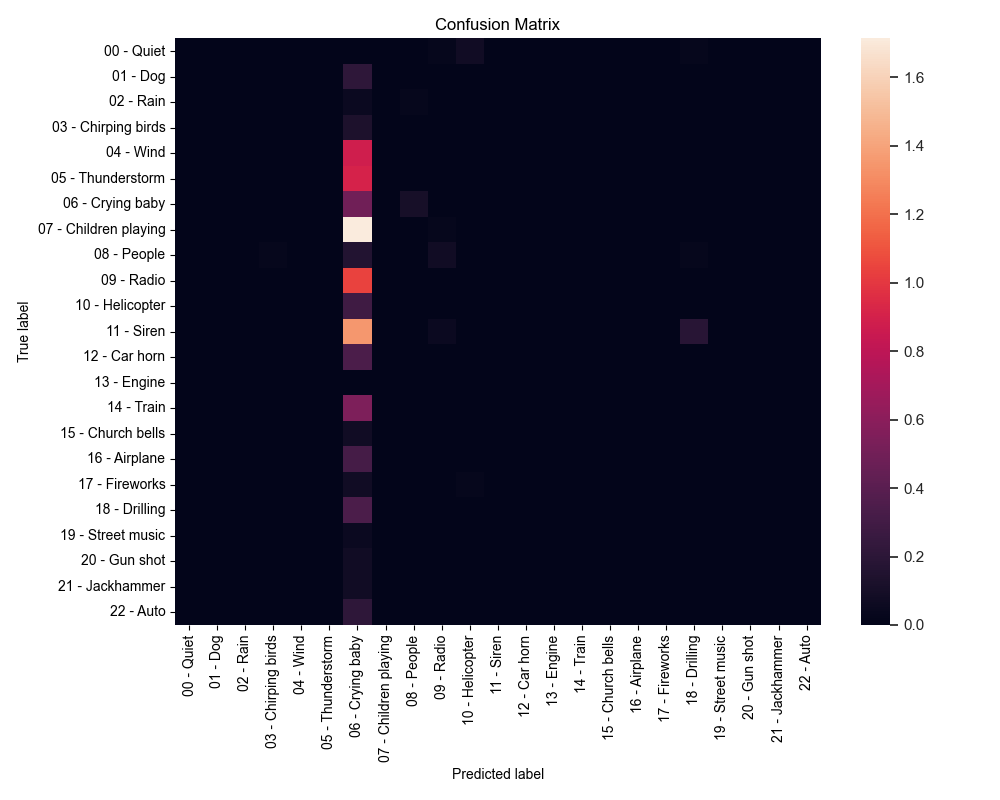 Confusion Matrix
True label
00 - Quiet
01 - Dog
02 - Rain
03 - Chirping birds
04 - Wind
05 - Thunderstorm
06 - Crying baby
07 - Children playing
08 - People
09 - Radio
10 - Helicopter
11 - Siren
12 - Car horn
13 - Engine
14 - Train
15 - Church bells
16 - Airplane
17 - Fireworks
18 - Drilling
19 - Street music
20 - Gun shot
21 - Jackhammer
22 - Auto
00 - Quiet
01 - Dog
02 - Rain
03 - Chirping birds
04 - Wind
05 - Thunderstorm
06 - Crying baby
07 - Children playing
08 - People
09 - Radio
10 - Helicopter
11 - Siren
12 - Car horn
13 - Engine
14 - Train
15 - Church bells
16 - Airplane
17 - Fireworks
18 - Drilling
19 - Street music
20 - Gun shot
21 - Jackhammer
22 - Auto
Predicted label
1.6
1.4
1.2
1.0
0.8
0.6
0.4
0.2
0.0